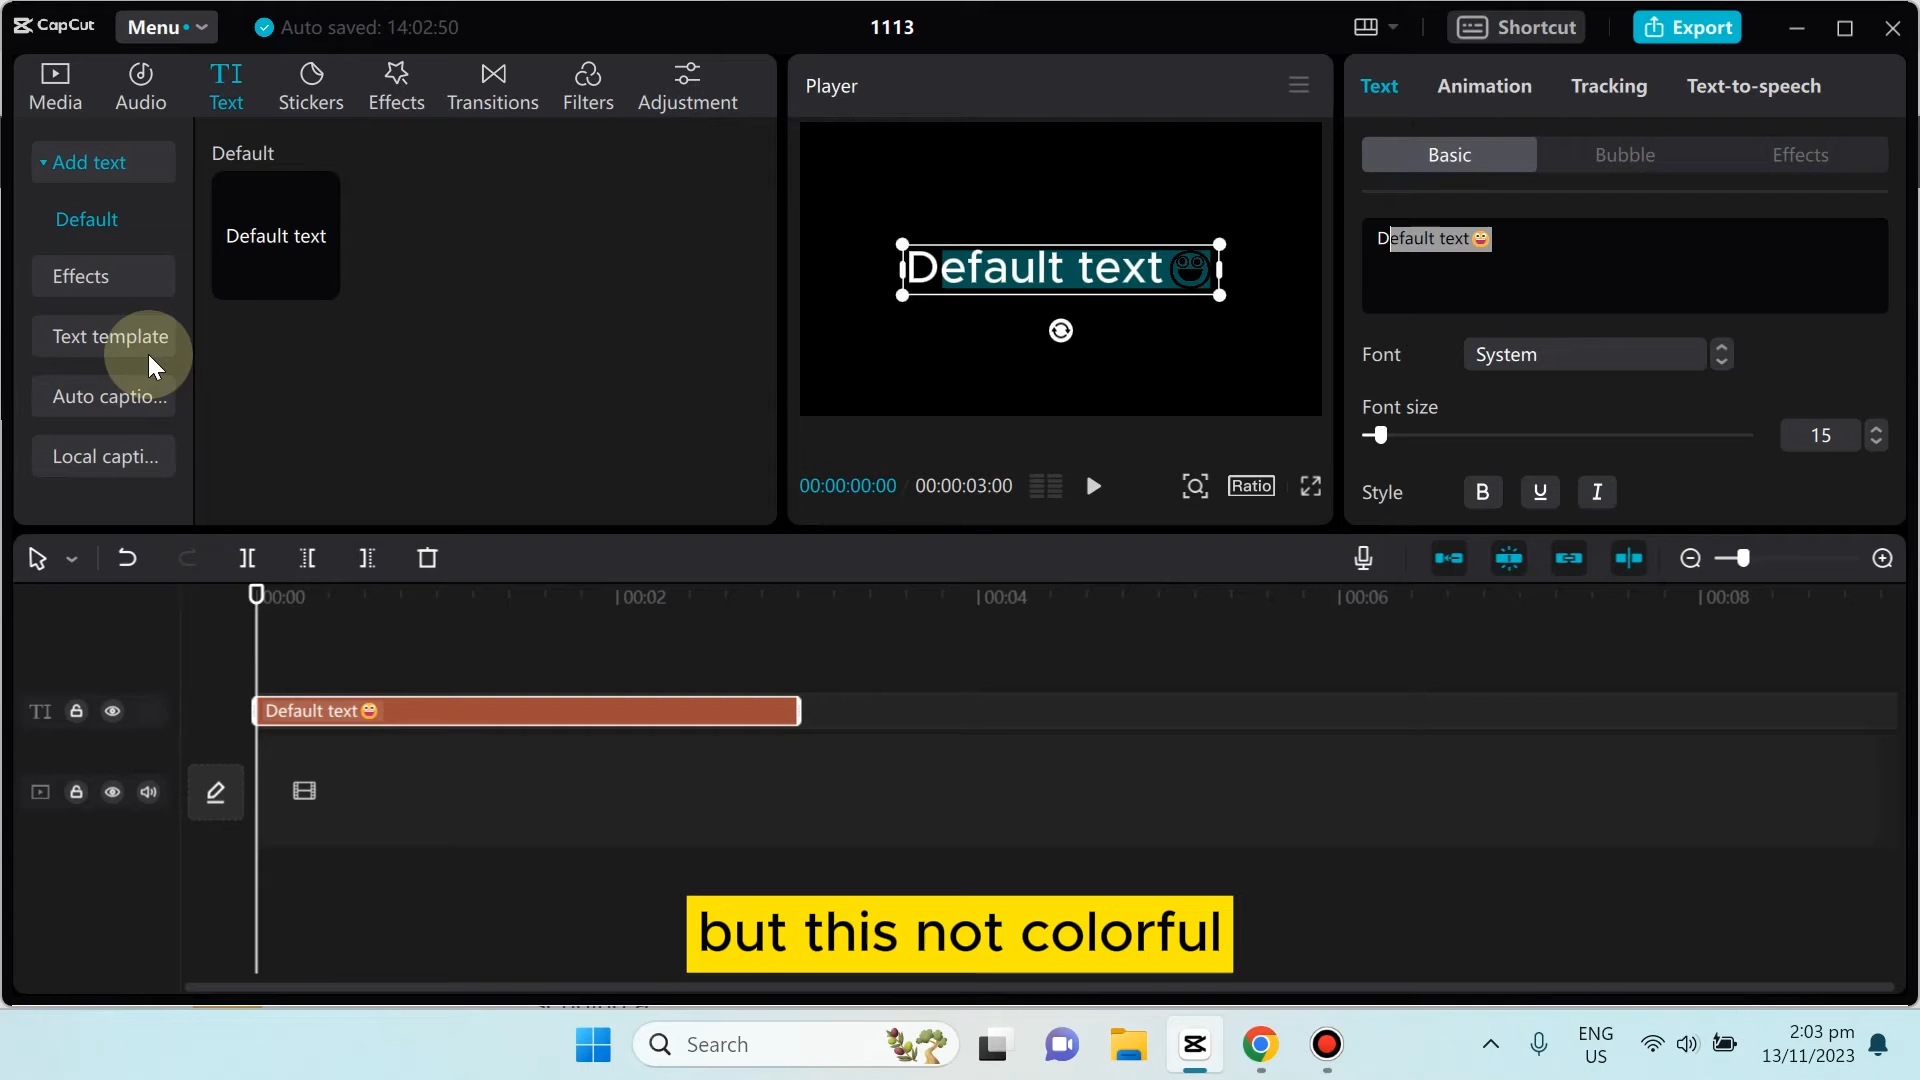 CapCut
Menu
Auto saved: 14:02:50
1113
Shortcut
Export
Media
Audio
TI
Text
Stickers
Effects
Transitions
Filters
Adjustment
Add text
Default
Effects
Text template
Auto captio...
Local capti...
Default
Default text
Player
Default text
00:00:00:00
00:00:03:00
Ratio
Text
Animation
Tracking
Text-to-speech
Basic
Bubble
Effects
Default text😀
Font
System
Font size
15
Style
B
U
I
00:00
00:02
00:04
00:06
00:08
TI
Default text😀
but this not colorful
Search
ENG
US
2:03 pm
13/11/2023